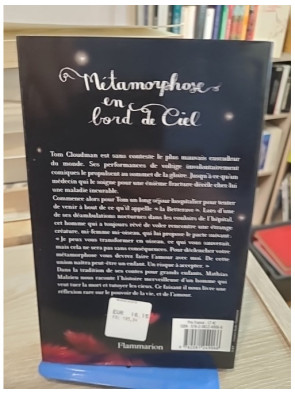 Métamorphose
en
bord de Ciel
Tom Cloudman est sans conteste le plus mauvais cascadeur
du monde. Ses performances de voltige involontairement
comiques le propulsent au sommet de la gloire. Jusqu'à ce qu'un
médecin qui le soigne pour une énième fracture décèle chez lui
une maladie incurable.
Commence alors pour Tom un long séjour hospitalier pour tenter
de venir à bout de ce qu'il appelle « la Betterave ». Lors d'une
de ses déambulations nocturnes dans les couloirs de l'hôpital,
cet homme qui a toujours rêvé de voler rencontre une étrange
créature, mi-femme mi-oiseau, qui lui propose le pacte suivant :
« Je peux vous transformer en oiseau, ce qui vous sauverait,
mais cela ne sera pas sans conséquences. Pour déclencher votre
métamorphose vous devrez faire l'amour avec moi. De cette
union naîtra peut-être un enfant. Un risque à accepter. »
Dans la tradition de ses contes pour grands enfants, Mathias
Malzieu nous raconte l'histoire merveilleuse d'un homme qui
veut tuer la mort et tutoyer les cieux. Ce faisant il nous livre une
réflexion rare sur le pouvoir de la vie, et de l'amour.
EUR
Flammarion